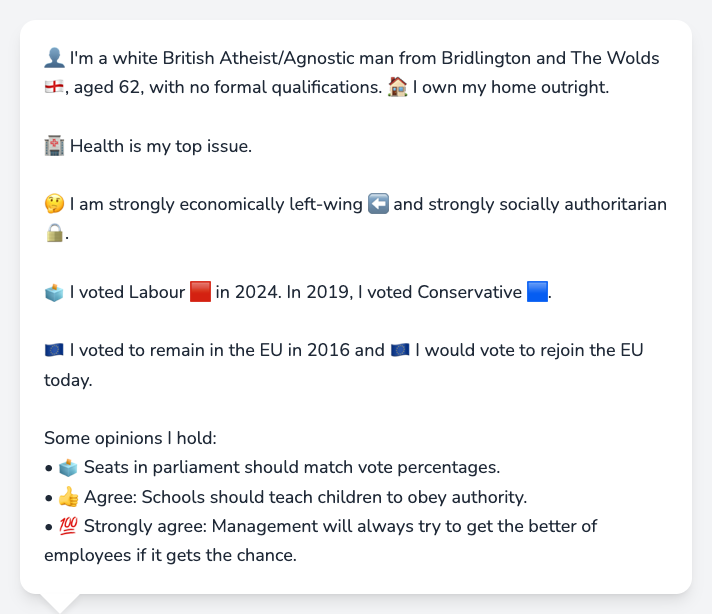 👤 I'm a white British Atheist/Agnostic man from Bridlington and The Wolds
🏴󠁧󠁢󠁥󠁮󠁧󠁿, aged 62, with no formal qualifications. 🏠 I own my home outright.
🏥 Health is my top issue.
🤔 I am strongly economically left-wing ⬅️ and strongly socially authoritarian
🔒.
🗳️ I voted Labour 🟥 in 2024. In 2019, I voted Conservative 🟦.
🇪🇺 I voted to remain in the EU in 2016 and 🇪🇺 I would vote to rejoin the EU
today.
Some opinions I hold:
• 🗳️ Seats in parliament should match vote percentages.
• 👍 Agree: Schools should teach children to obey authority.
• 💯 Strongly agree: Management will always try to get the better of
employees if it gets the chance.